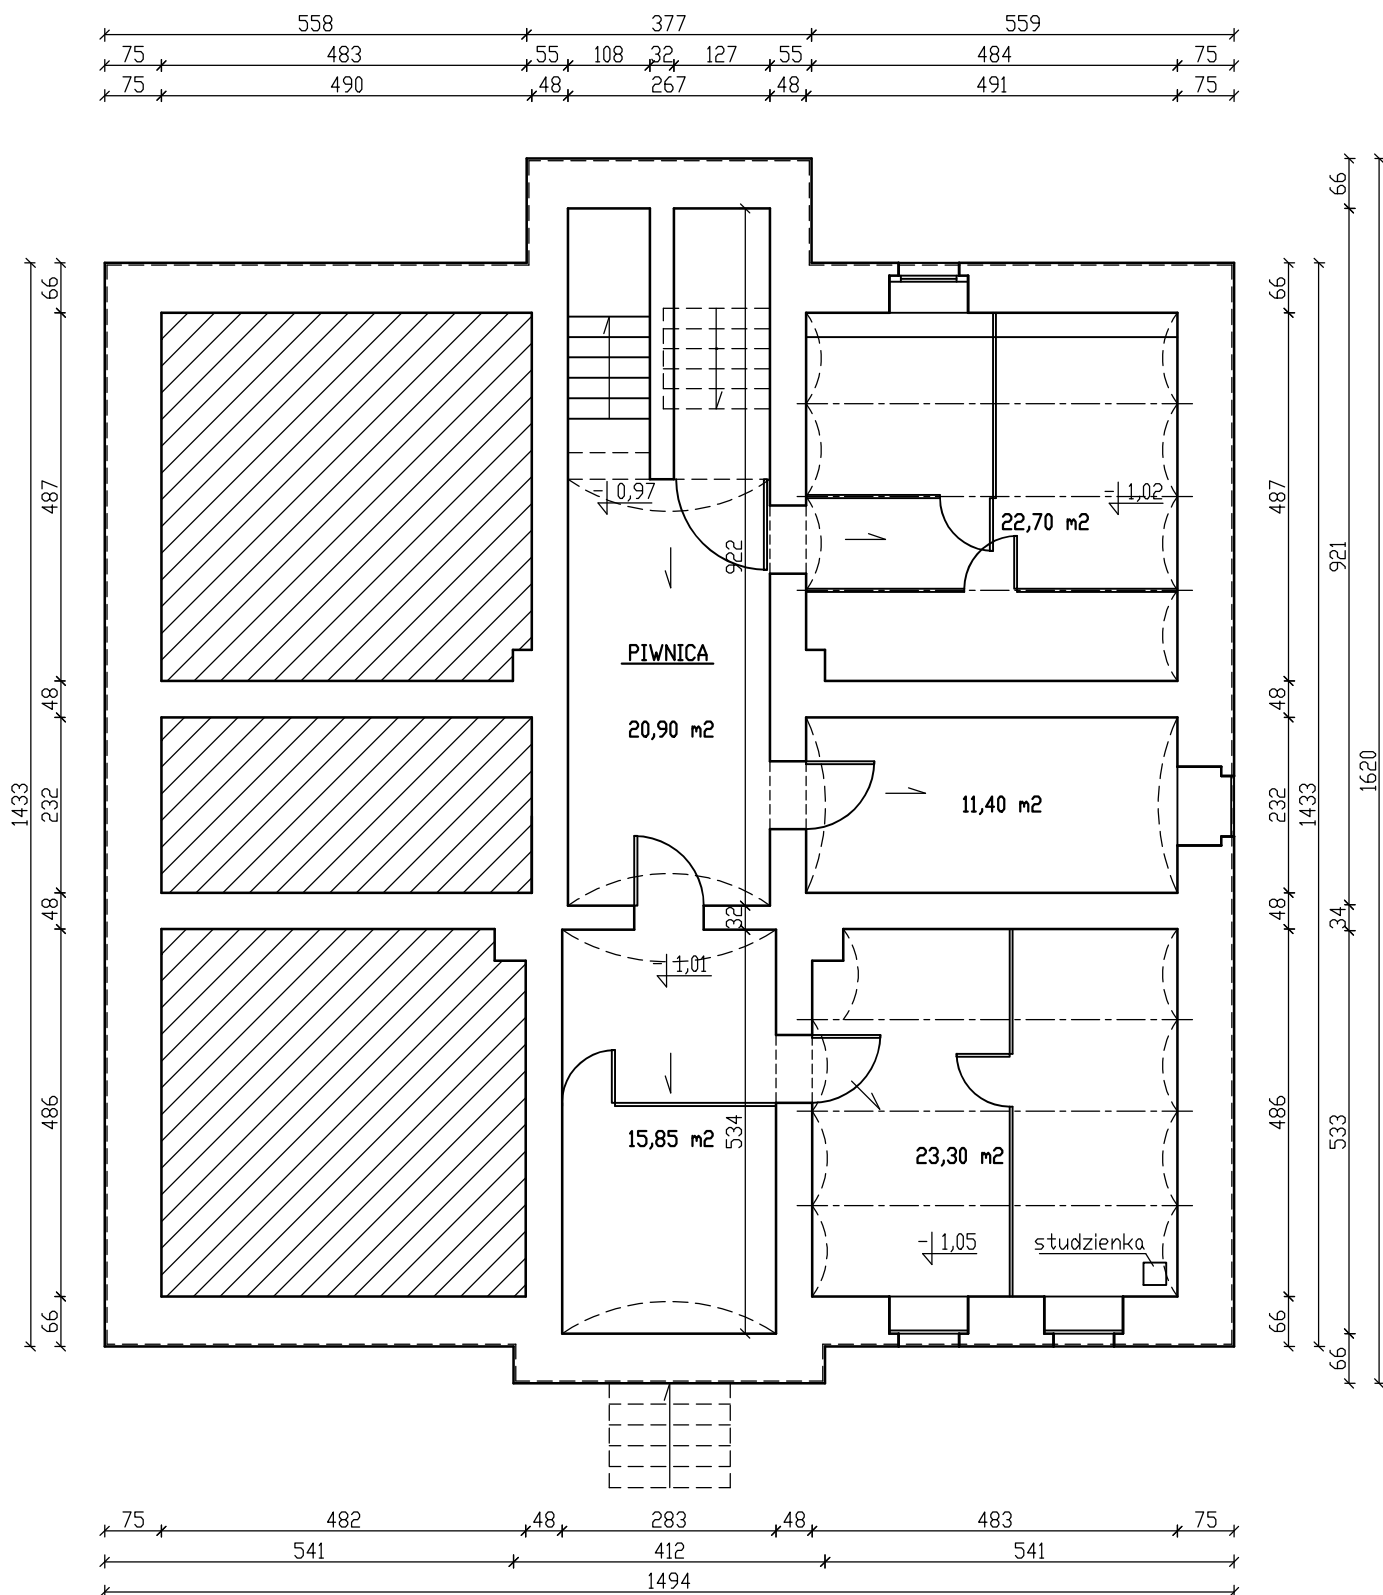 558 377 559
75 483 55 108 32 127 55 484 75
75 490 48 267 48 491 75
66
66 66 66
- 0,97
- 1,02
22,70 m2
487 487
922 921
PIWNICA
48 48
20,90 m2
1433 232 11,40 m2 232 1433 1620
48 32 48 34
- 1,01
486 15,85 m2 534 23,30 m2 486 533
- 1,05
studzienka
66 66 66
75 482 48 283 48 483 75
541 412 541
1494